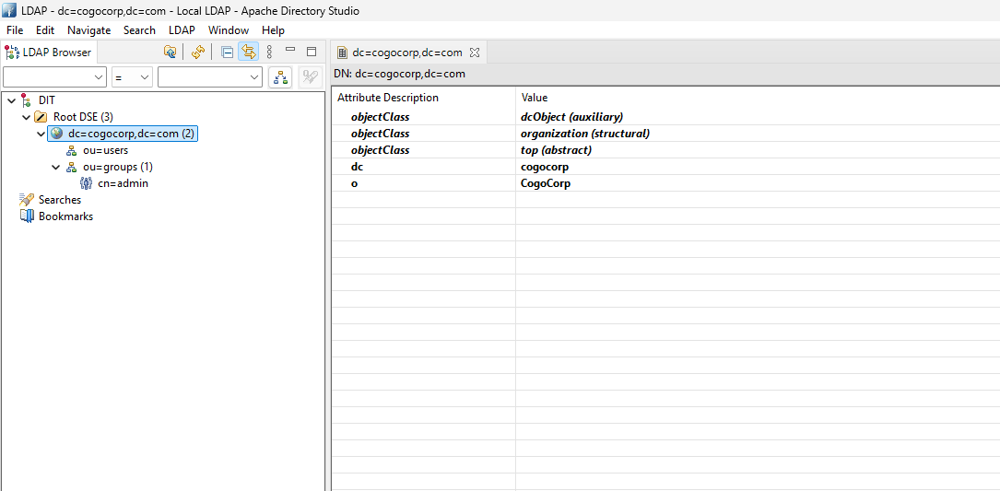 LDAP - dc=cogocorp,dc=com - Local LDAP - Apache Directory Studio
File Edit Navigate Search LDAP Window Help
LDAP Browser
=
DIT
Root DSE (3)
dc=cogocorp,dc=com (2)
ou=users
ou=groups (1)
cn=admin
Searches
Bookmarks
dc=cogocorp,dc=com
DN: dc=cogocorp,dc=com
Attribute Description Value
objectClass dcObject (auxiliary)
objectClass organization (structural)
objectClass top (abstract)
dc cogocorp
o CogoCorp